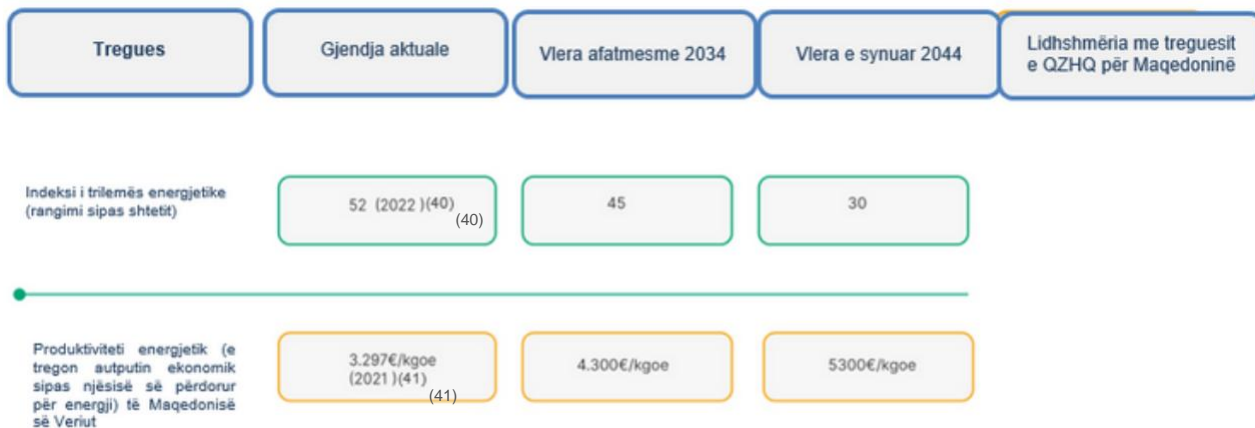 Tregues
Gjendja aktuale
Vlera afatmesme 2034
Vlera e synuar 2044
Lidhshmëria me treguesit
e QZHQ për Maqedoninë
Indeksi i trilemës energjetike
(rangimi sipas shtetit)
52 (2022 )(40)
(40)
45
30
Produktiviteti energjetik (e
tregon autputin ekonomik
sipas njësisë së përdorur
për energji) të Maqedonisë
së Veriut
3.297€/kgoe
(2021 )(41)
(41)
4.300€/kgoe
5300€/kgoe